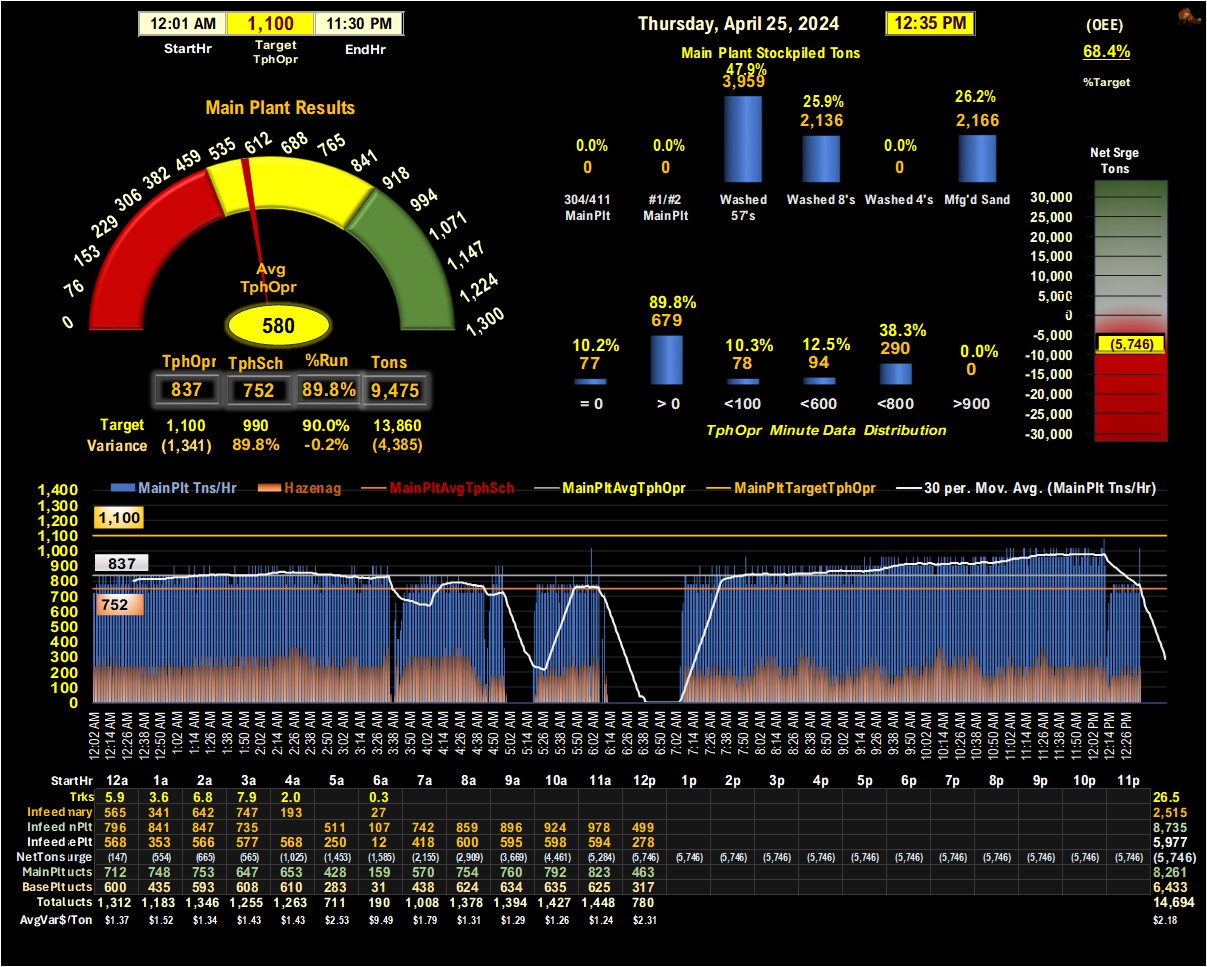 12:01 AM 1,100 11:30 PM
StartHr Target TphOpr EndHr
Thursday, April 25, 2024 12:35 PM
(OEE)
68.4%
%Target
Main Plant Stockpiled Tons
47.9%
3,959
25.9%
2,136
26.2%
2,166
0.0% 0.0% 0.0%
0 0 0
304/411 MainPlt #1/#2 MainPlt Washed 57's Washed 8's Washed 4's Mfg'd Sand
Main Plant Results
0 76 153 229 306 382 459 535 612 688 765 841 918 994 1,071 1,147 1,224 1,300
Avg
TphOpr
580
TphOpr TphSch %Run Tons
837 752 89.8% 9,475
Target 1,100 990 90.0% 13,860
Variance (1,341) 89.8% -0.2% (4,385)
10.2% 89.8% 10.3% 12.5% 38.3% 0.0%
77 679 78 94 290 0
= 0 > 0 <100 <600 <800 >900
TphOpr Minute Data Distribution
Net Srge
Tons
30,000
25,000
20,000
15,000
10,000
5,000
0
-5,000
(5,746)
-10,000
-15,000
-20,000
-25,000
-30,000
MainPlt Tns/Hr Hazenag MainPltAvgTphSch MainPltAvgTphOpr MainPltTargetTphOpr 30 per. Mov. Avg. (MainPlt Tns/Hr)
1,400
1,300
1,200
1,100
1,000
900
800
700
600
500
400
300
200
100
0
1,100
837
752
12:02 AM 12:14 AM 12:26 AM 12:38 AM 12:50 AM 1:02 AM 1:14 AM 1:26 AM 1:38 AM 1:50 AM 2:02 AM 2:14 AM 2:26 AM 2:38 AM 2:50 AM 3:02 AM 3:14 AM 3:26 AM 3:38 AM 3:50 AM 4:02 AM 4:14 AM 4:26 AM 4:38 AM 4:50 AM 5:02 AM 5:14 AM 5:26 AM 5:38 AM 5:50 AM 6:02 AM 6:14 AM 6:26 AM 6:38 AM 6:50 AM 7:02 AM 7:14 AM 7:26 AM 7:38 AM 7:50 AM 8:02 AM 8:14 AM 8:26 AM 8:38 AM 8:50 AM 9:02 AM 9:14 AM 9:26 AM 9:38 AM 9:50 AM 10:02 AM 10:14 AM 10:26 AM 10:38 AM 10:50 AM 11:02 AM 11:14 AM 11:26 AM 11:38 AM 11:50 AM 12:02 PM 12:14 PM 12:26 PM
StartHr 12a 1a 2a 3a 4a 5a 6a 7a 8a 9a 10a 11a 12p 1p 2p 3p 4p 5p 6p 7p 8p 9p 10p 11p
Trks 5.9 3.6 6.8 7.9 2.0 0.3 26.5
Infeed mary 565 341 642 747 193 27 2,515
Infeed nPlt 796 841 847 735 511 107 742 859 896 924 978 499 8,735
Infeed ePlt 568 353 566 577 568 250 12 418 600 595 598 594 278 5,977
NetTons urge (147) (554) (665) (565) (1,025) (1,453) (1,585) (2,155) (2,909) (3,669) (4,461) (5,284) (5,746) (5,746) (5,746) (5,746) (5,746) (5,746) (5,746) (5,746) (5,746) (5,746) (5,746) (5,746) (5,746)
MainPlt ucts 712 748 753 647 653 428 159 570 754 760 792 823 463 8,261
BasePlt ucts 600 435 593 608 610 283 31 438 624 634 635 625 317 6,433
Total ucts 1,312 1,183 1,346 1,255 1,263 711 190 1,008 1,378 1,394 1,427 1,448 780 14,694
AvgVar$/Ton $1.37 $1.52 $1.34 $1.43 $1.43 $2.53 $9.49 $1.79 $1.31 $1.29 $1.26 $1.24 $2.31 $2.18